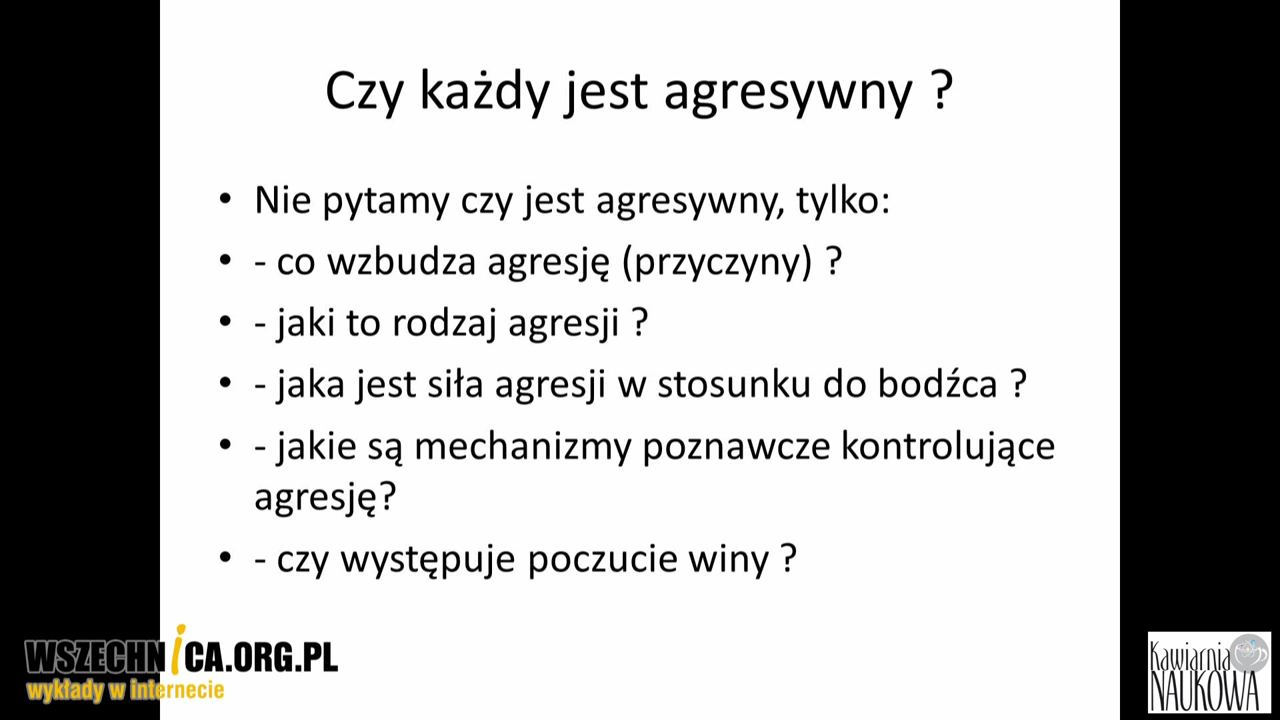 Czy każdy jest agresywny ?
• Nie pytamy czy jest agresywny, tylko:
• - co wzbudza agresję (przyczyny) ?
• - jaki to rodzaj agresji ?
• - jaka jest siła agresji w stosunku do bodźca ?
• - jakie są mechanizmy poznawcze kontrolujące
agresję?
• - czy występuje poczucie winy ?
WSZECHNiCA.ORG.PL
wykłady w internecie
Kawiarnia
NAUKOWA